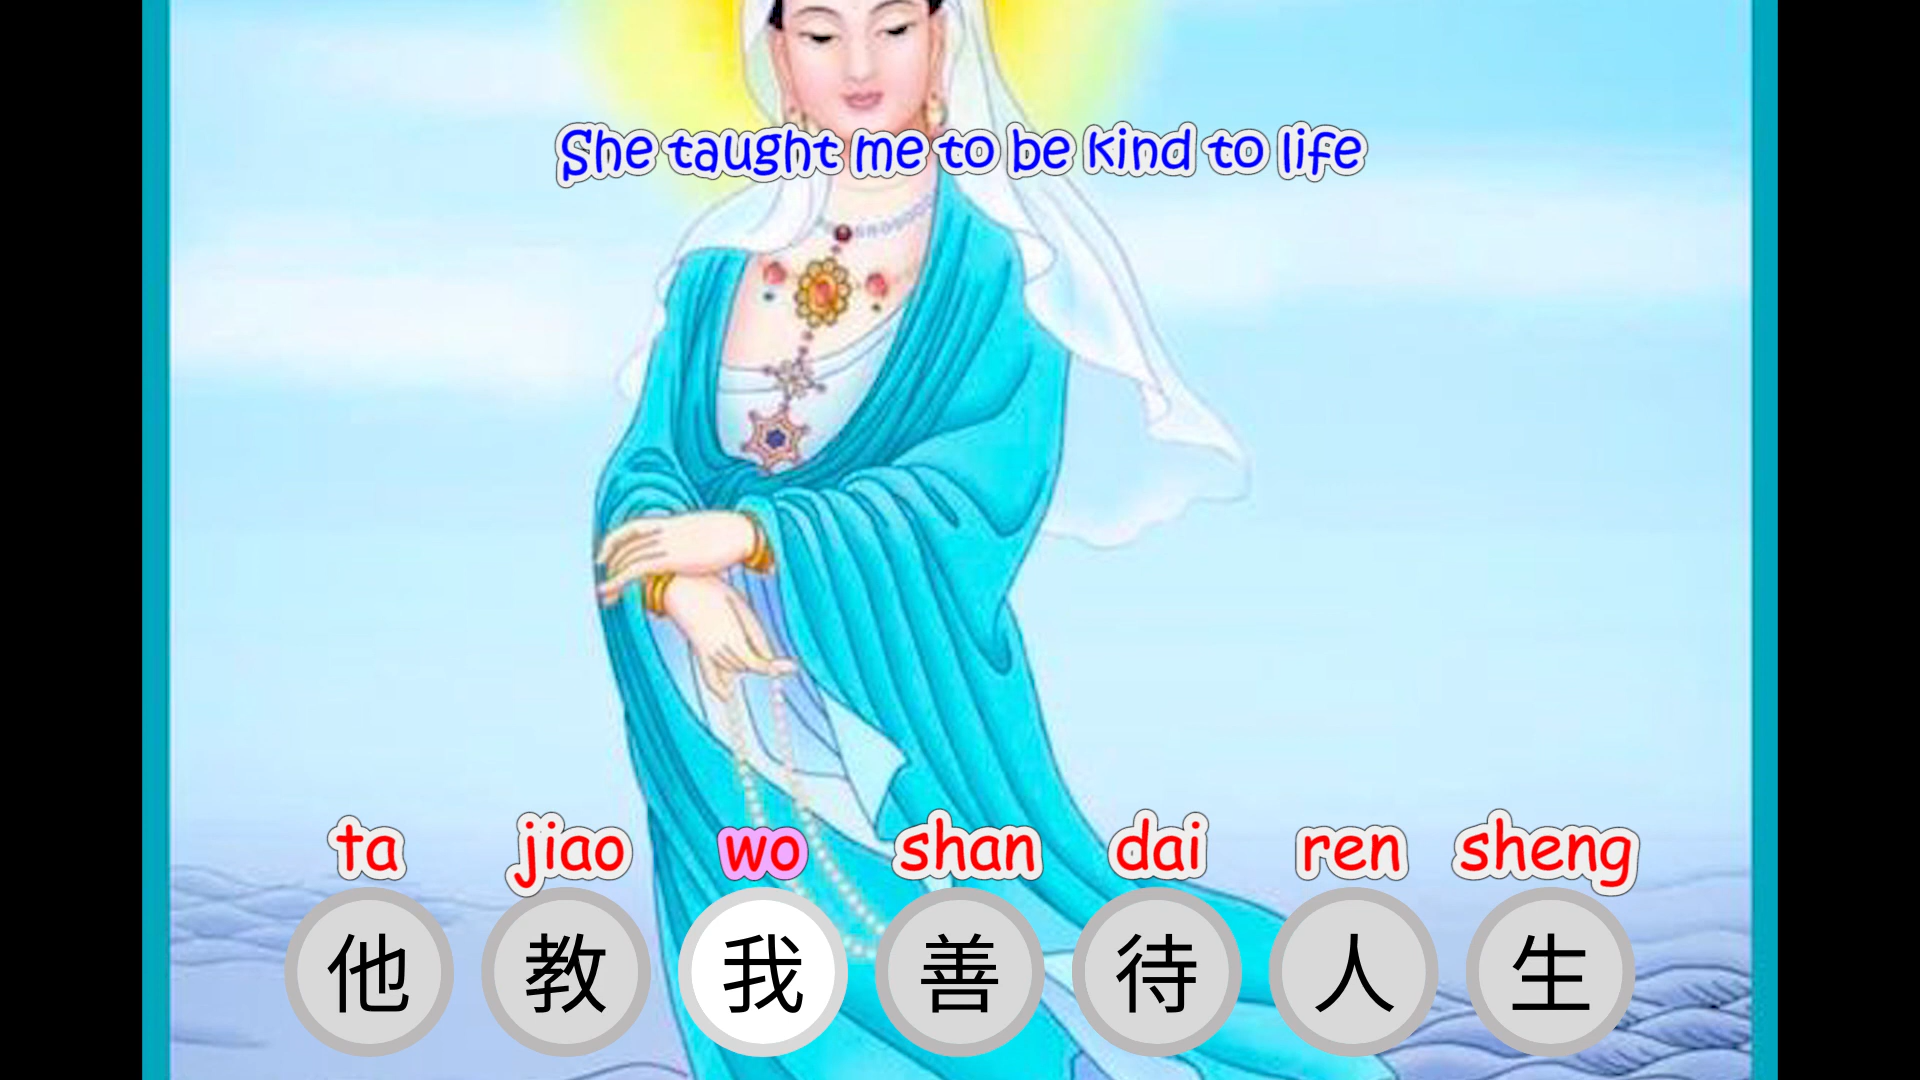 She taught me to be kind to life
ta jiao wo shan dai ren sheng
他 教 我 善 待 人 生